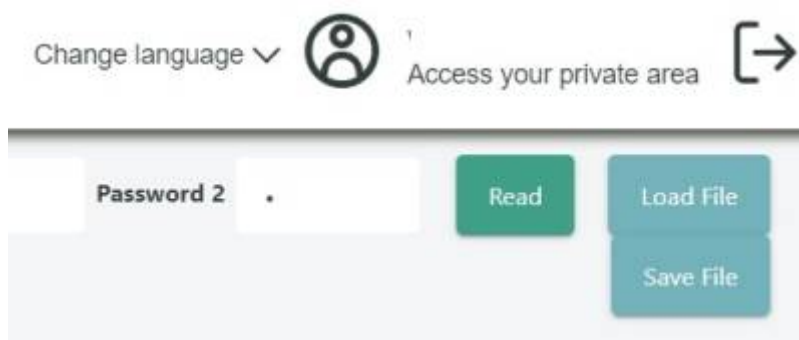 Change language
Access your private area
Password 2 .
Read
Load File
Save File